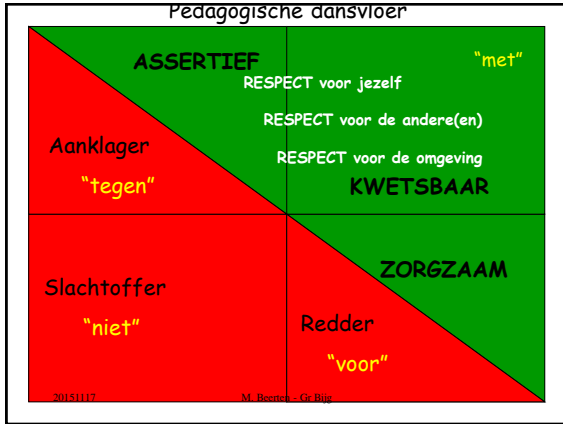 Pedagogische dansvloer
ASSERTIEF
"met"
RESPECT voor jezelf
RESPECT voor de andere(en)
Aanklager
RESPECT voor de omgeving
"tegen"
KWETSBAAR
ZORGZAAM
Slachtoffer
"niet"
Redder
"voor"
20151117
M. Beerten - Gr Bijg